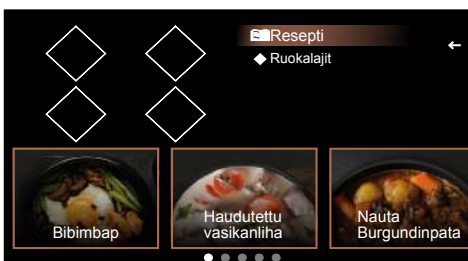 Resepti
Ruokalajit
Bibimbap
Haudutettu
vasikanliha
Nauta
Burgundinpata